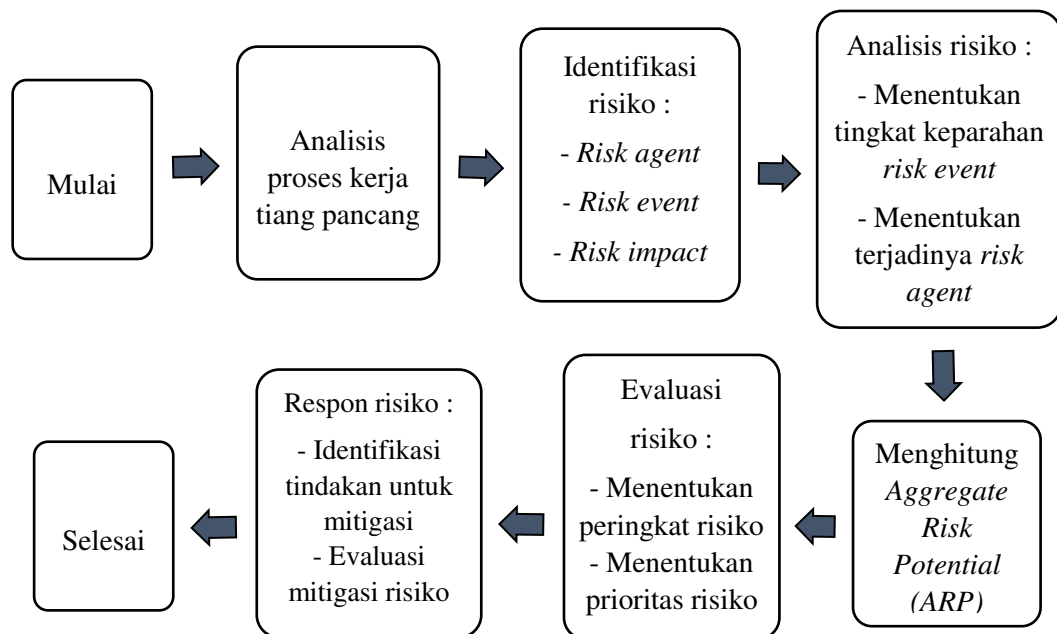 Mulai
Analisis
proses kerja
tiang pancang
Identifikasi
risiko :
- Risk agent
- Risk event
- Risk impact
Analisis risiko :
- Menentukan
tingkat keparahan
risk event
- Menentukan
terjadinya risk
agent
Menghitung
Aggregate
Risk
Potential
(ARP)
Evaluasi
risiko :
- Menentukan
peringkat risiko
- Menentukan
prioritas risiko
Respon risiko :
- Identifikasi
tindakan untuk
mitigasi
- Evaluasi
mitigasi risiko
Selesai